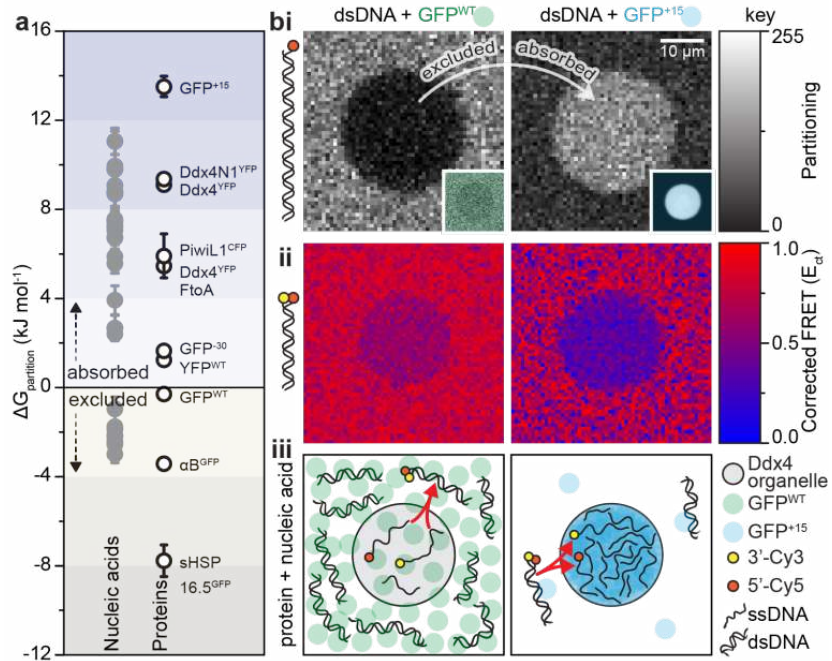 a
16
12
8
4
0
-4
-8
-12
ΔGpartition (kJ mol-1)
GFP+15
Ddx4N1YFP
Ddx4YFP
PiwiL1CFP
Ddx4YFP
FtoA
GFP-30
YFPWT
absorbed
excluded
GFPWT
αBGFP
sHSP
16.5GFP
Nucleic acids
Proteins
bi
dsDNA + GFPWT
dsDNA + GFP+15
key
excluded
absorbed
10 µm
255
0
Partitioning
ii
1.0
0.5
0.0
Corrected FRET (Ect)
iii
protein + nucleic acid
Ddx4
organelle
GFPWT
GFP+15
3'-Cy3
5'-Cy5
ssDNA
dsDNA